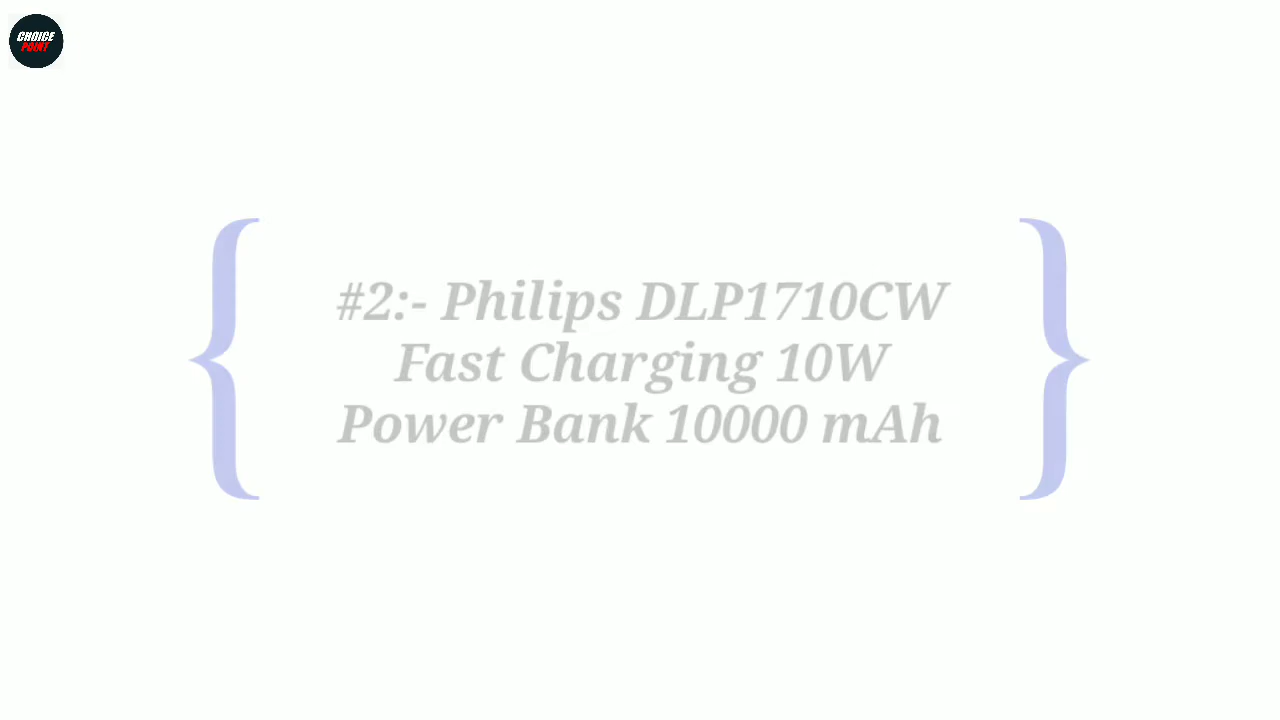 CHOICE
POINT
#2:- Philips DLP1710CW
Fast Charging 10W
Power Bank 10000 mAh